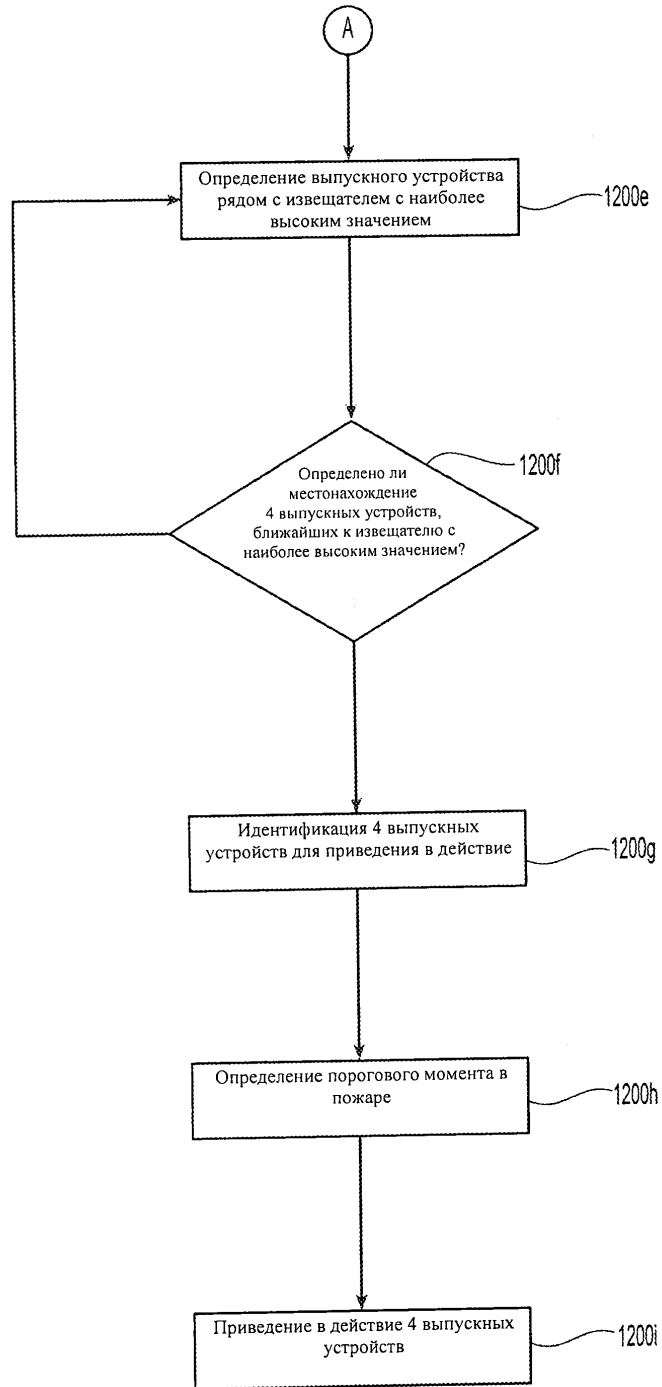 A
Определение выпускного устройства
рядом с извещателем с наиболее
высоким значением
1200e
Определено ли
местонахождение
4 выпускных устройств,
ближайших к извещателю с
наиболее высоким значением?
1200f
Идентификация 4 выпускных
устройств для приведения в действие
1200g
Определение порогового момента в
пожаре
1200h
Приведение в действие 4 выпускных
устройств
1200i